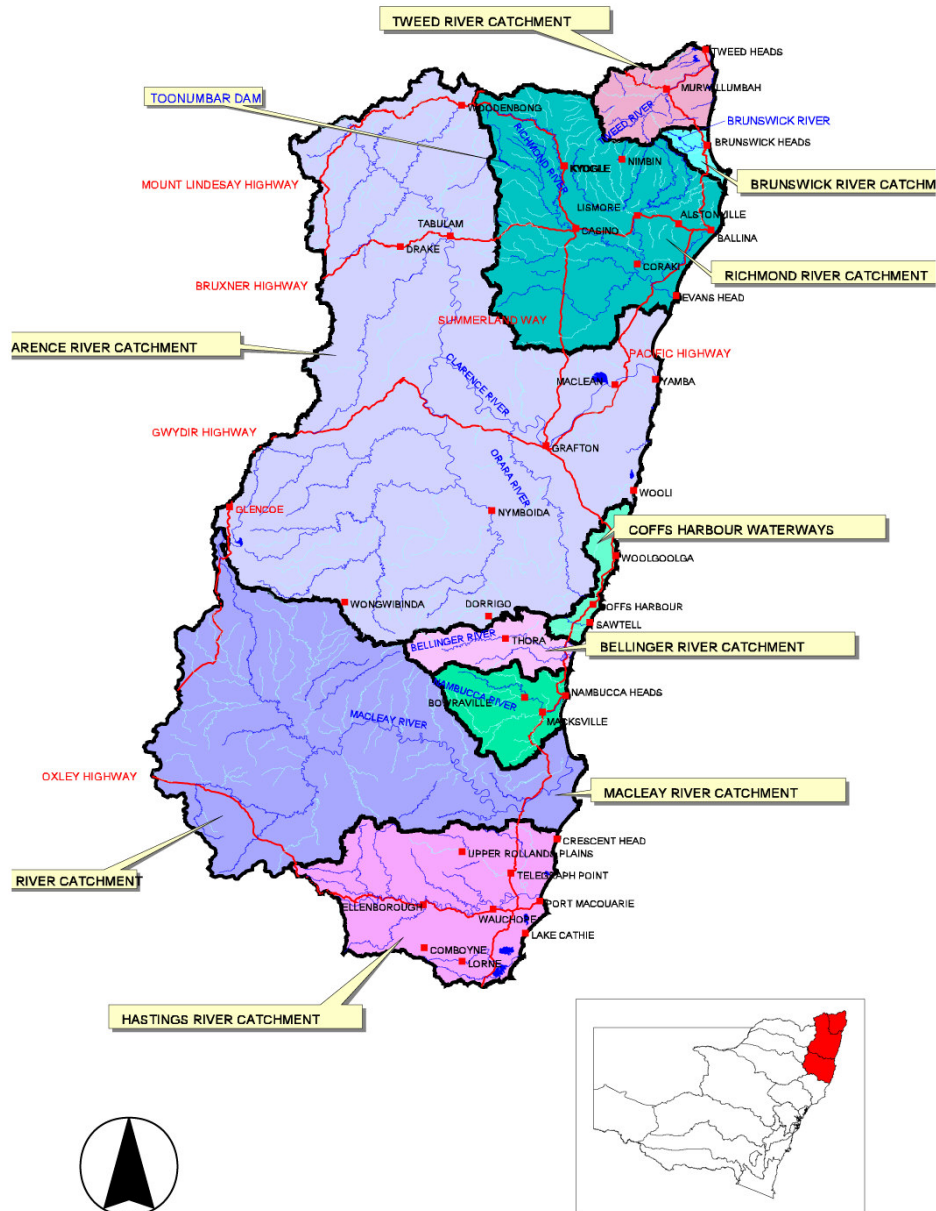 TWEED RIVER CATCHMENT
TWEED HEADS
TOONUMBAR DAM
WOODENBONG
MURWILLUMBAH
TWEED RIVER
BRUNSWICK RIVER
BRUNSWICK HEADS
RICHMOND RIVER
NIMBIN
KYOGLE
MOUNT LINDESAY HIGHWAY
BRUNSWICK RIVER CATCHM
LISMORE
ALSTONVILLE
TABULAM
CASINO
BALLINA
DRAKE
CORAKI
RICHMOND RIVER CATCHMENT
BRUXNER HIGHWAY
EVANS HEAD
SUMMERLAND WAY
ARENCE RIVER CATCHMENT
PACIFIC HIGHWAY
CLARENCE RIVER
MACLEAN
YAMBA
GWYDIR HIGHWAY
GRAFTON
ORARA RIVER
WOOLI
GLENCOE
NYMBOIDA
COFFS HARBOUR WATERWAYS
WOOLGOOLGA
WONGWIBINDA
DORRIGO
COFFS HARBOUR
SAWTELL
BELLINGER RIVER
THORA
BELLINGER RIVER CATCHMENT
NAMBUCCA RIVER
NAMBUCCA HEADS
BOWRAVILLE
MACKSVILLE
MACLEAY RIVER
OXLEY HIGHWAY
MACLEAY RIVER CATCHMENT
CRESCENT HEAD
UPPER ROLLANDS PLAINS
RIVER CATCHMENT
TELEGRAPH POINT
ELLENBOROUGH
PORT MACQUARIE
WAUCHOPE
LAKE CATHIE
COMBOYNE
LORNE
HASTINGS RIVER CATCHMENT